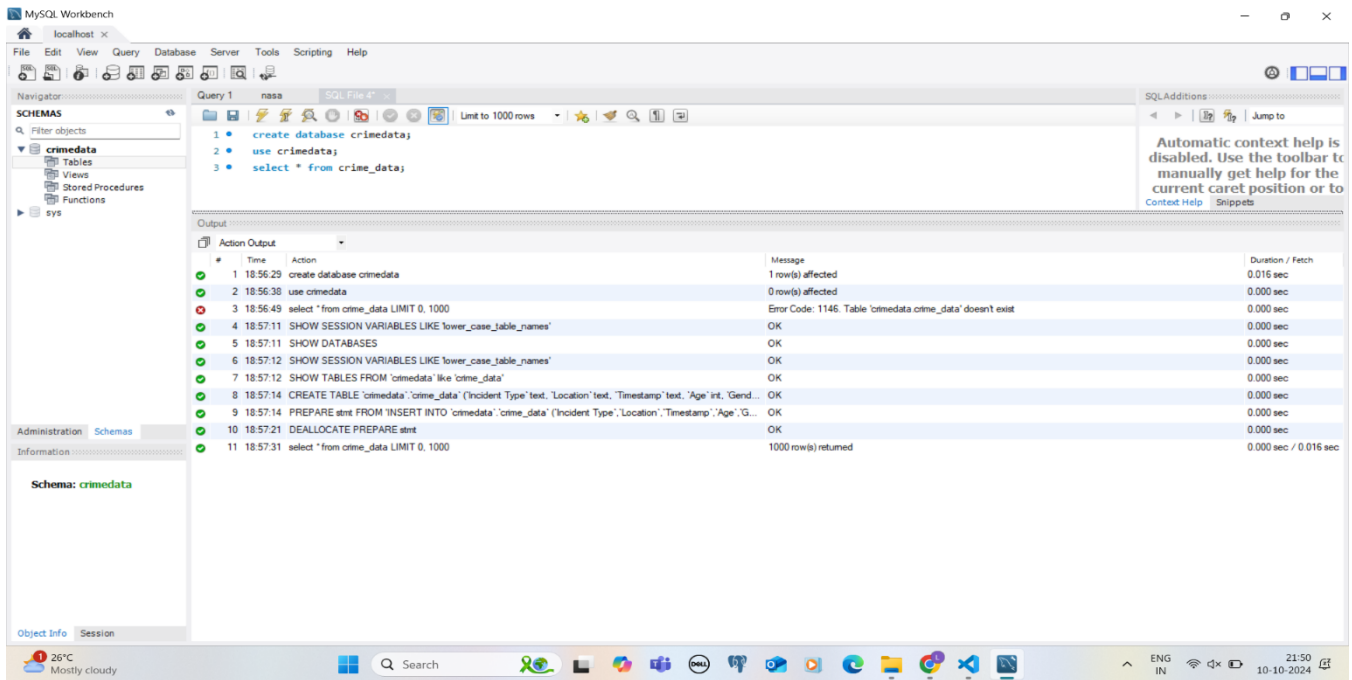 MySQL Workbench
localhost
File Edit View Query Database Server Tools Scripting Help
Navigator
SCHEMAS
Filter objects
crimedata
Tables
Views
Stored Procedures
Functions
sys
Administration Schemas
Information
Schema: crimedata
Object Info Session
Query 1 nasa SQL File 4*
Limit to 1000 rows
1 create database crimedata;
2 use crimedata;
3 select * from crime_data;
SQLAdditions
Jump to
Automatic context help is
disabled. Use the toolbar to
manually get help for the
current caret position or to
Context Help Snippets
Output
Action Output
# Time Action Message Duration / Fetch
1 18:56:29 create database crimedata 1 row(s) affected 0.016 sec
2 18:56:38 use crimedata 0 row(s) affected 0.000 sec
3 18:56:49 select * from crime_data LIMIT 0, 1000 Error Code: 1146. Table 'crimedata.crime_data' doesn't exist 0.000 sec
4 18:57:11 SHOW SESSION VARIABLES LIKE 'lower_case_table_names' OK 0.000 sec
5 18:57:11 SHOW DATABASES OK 0.000 sec
6 18:57:12 SHOW SESSION VARIABLES LIKE 'lower_case_table_names' OK 0.000 sec
7 18:57:12 SHOW TABLES FROM `crimedata` like 'crime_data' OK 0.000 sec
8 18:57:14 CREATE TABLE `crimedata`.`crime_data` (`Incident Type` text, `Location` text, `Timestamp` text, `Age` int, `Gend... OK 0.000 sec
9 18:57:14 PREPARE stmt FROM 'INSERT INTO `crimedata`.`crime_data` (`Incident Type`,`Location`,`Timestamp`,`Age`,`G... OK 0.000 sec
10 18:57:21 DEALLOCATE PREPARE stmt OK 0.000 sec
11 18:57:31 select * from crime_data LIMIT 0, 1000 1000 row(s) returned 0.000 sec / 0.016 sec
1
26°C
Mostly cloudy
Search
DELL
ENG
IN
21:50
10-10-2024